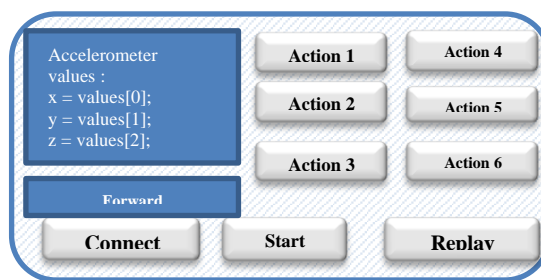 Accelerometer
values :
x = values[0];
y = values[1];
z = values[2];
Forward
Action 1
Action 2
Action 3
Action 4
Action 5
Action 6
Connect
Start
Replay